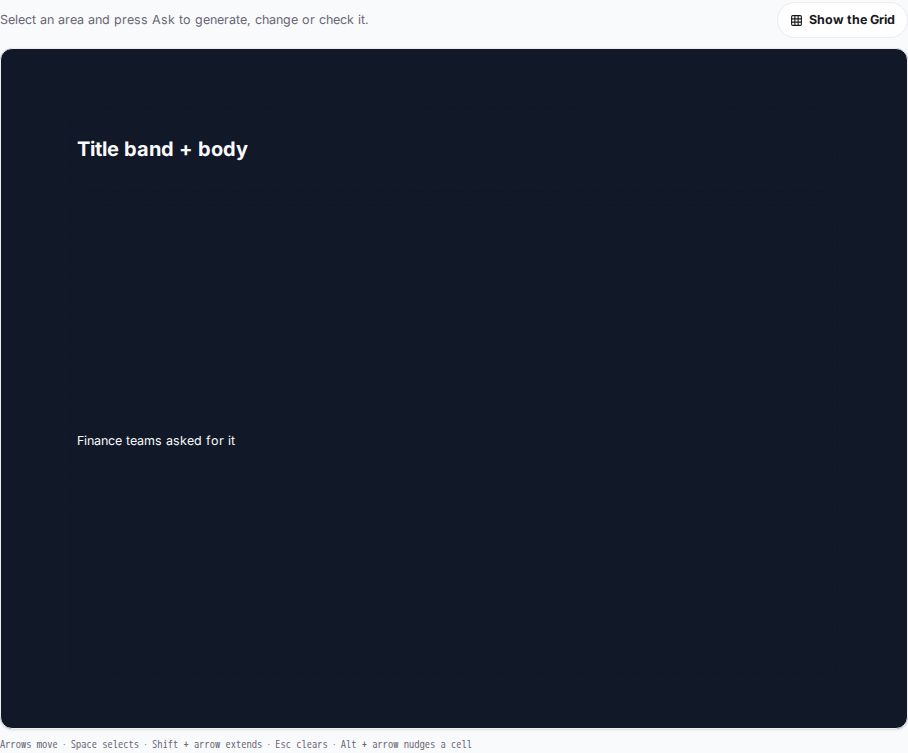 Select an area and press Ask to generate, change or check it.
Show the Grid
Title band + body
Finance teams asked for it
Arrows move · Space selects · Shift + arrow extends · Esc clears · Alt + arrow nudges a cell